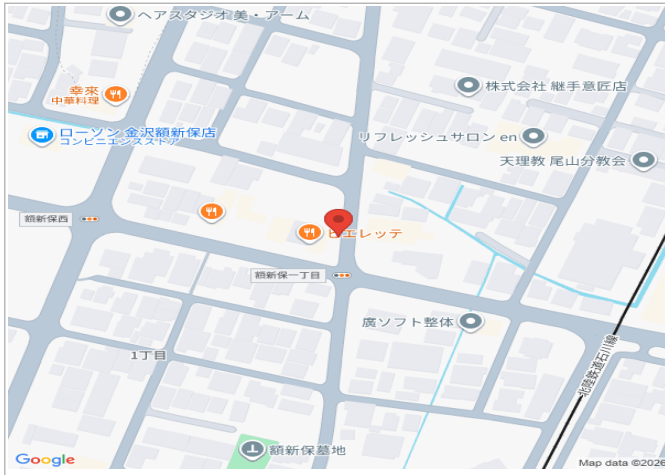 ヘアスタジオ 美・アーム
幸來
中華料理
株式会社 継手意匠店
ローソン 金沢額新保店
コンビニエンスストア
リフレッシュサロン en
天理教 尾山分教会
額新保西
ピエレッテ
額新保一丁目
廣ソフト整体
1丁目
北陸鉄道石川線
額新保墓地
Google
Map data ©2026